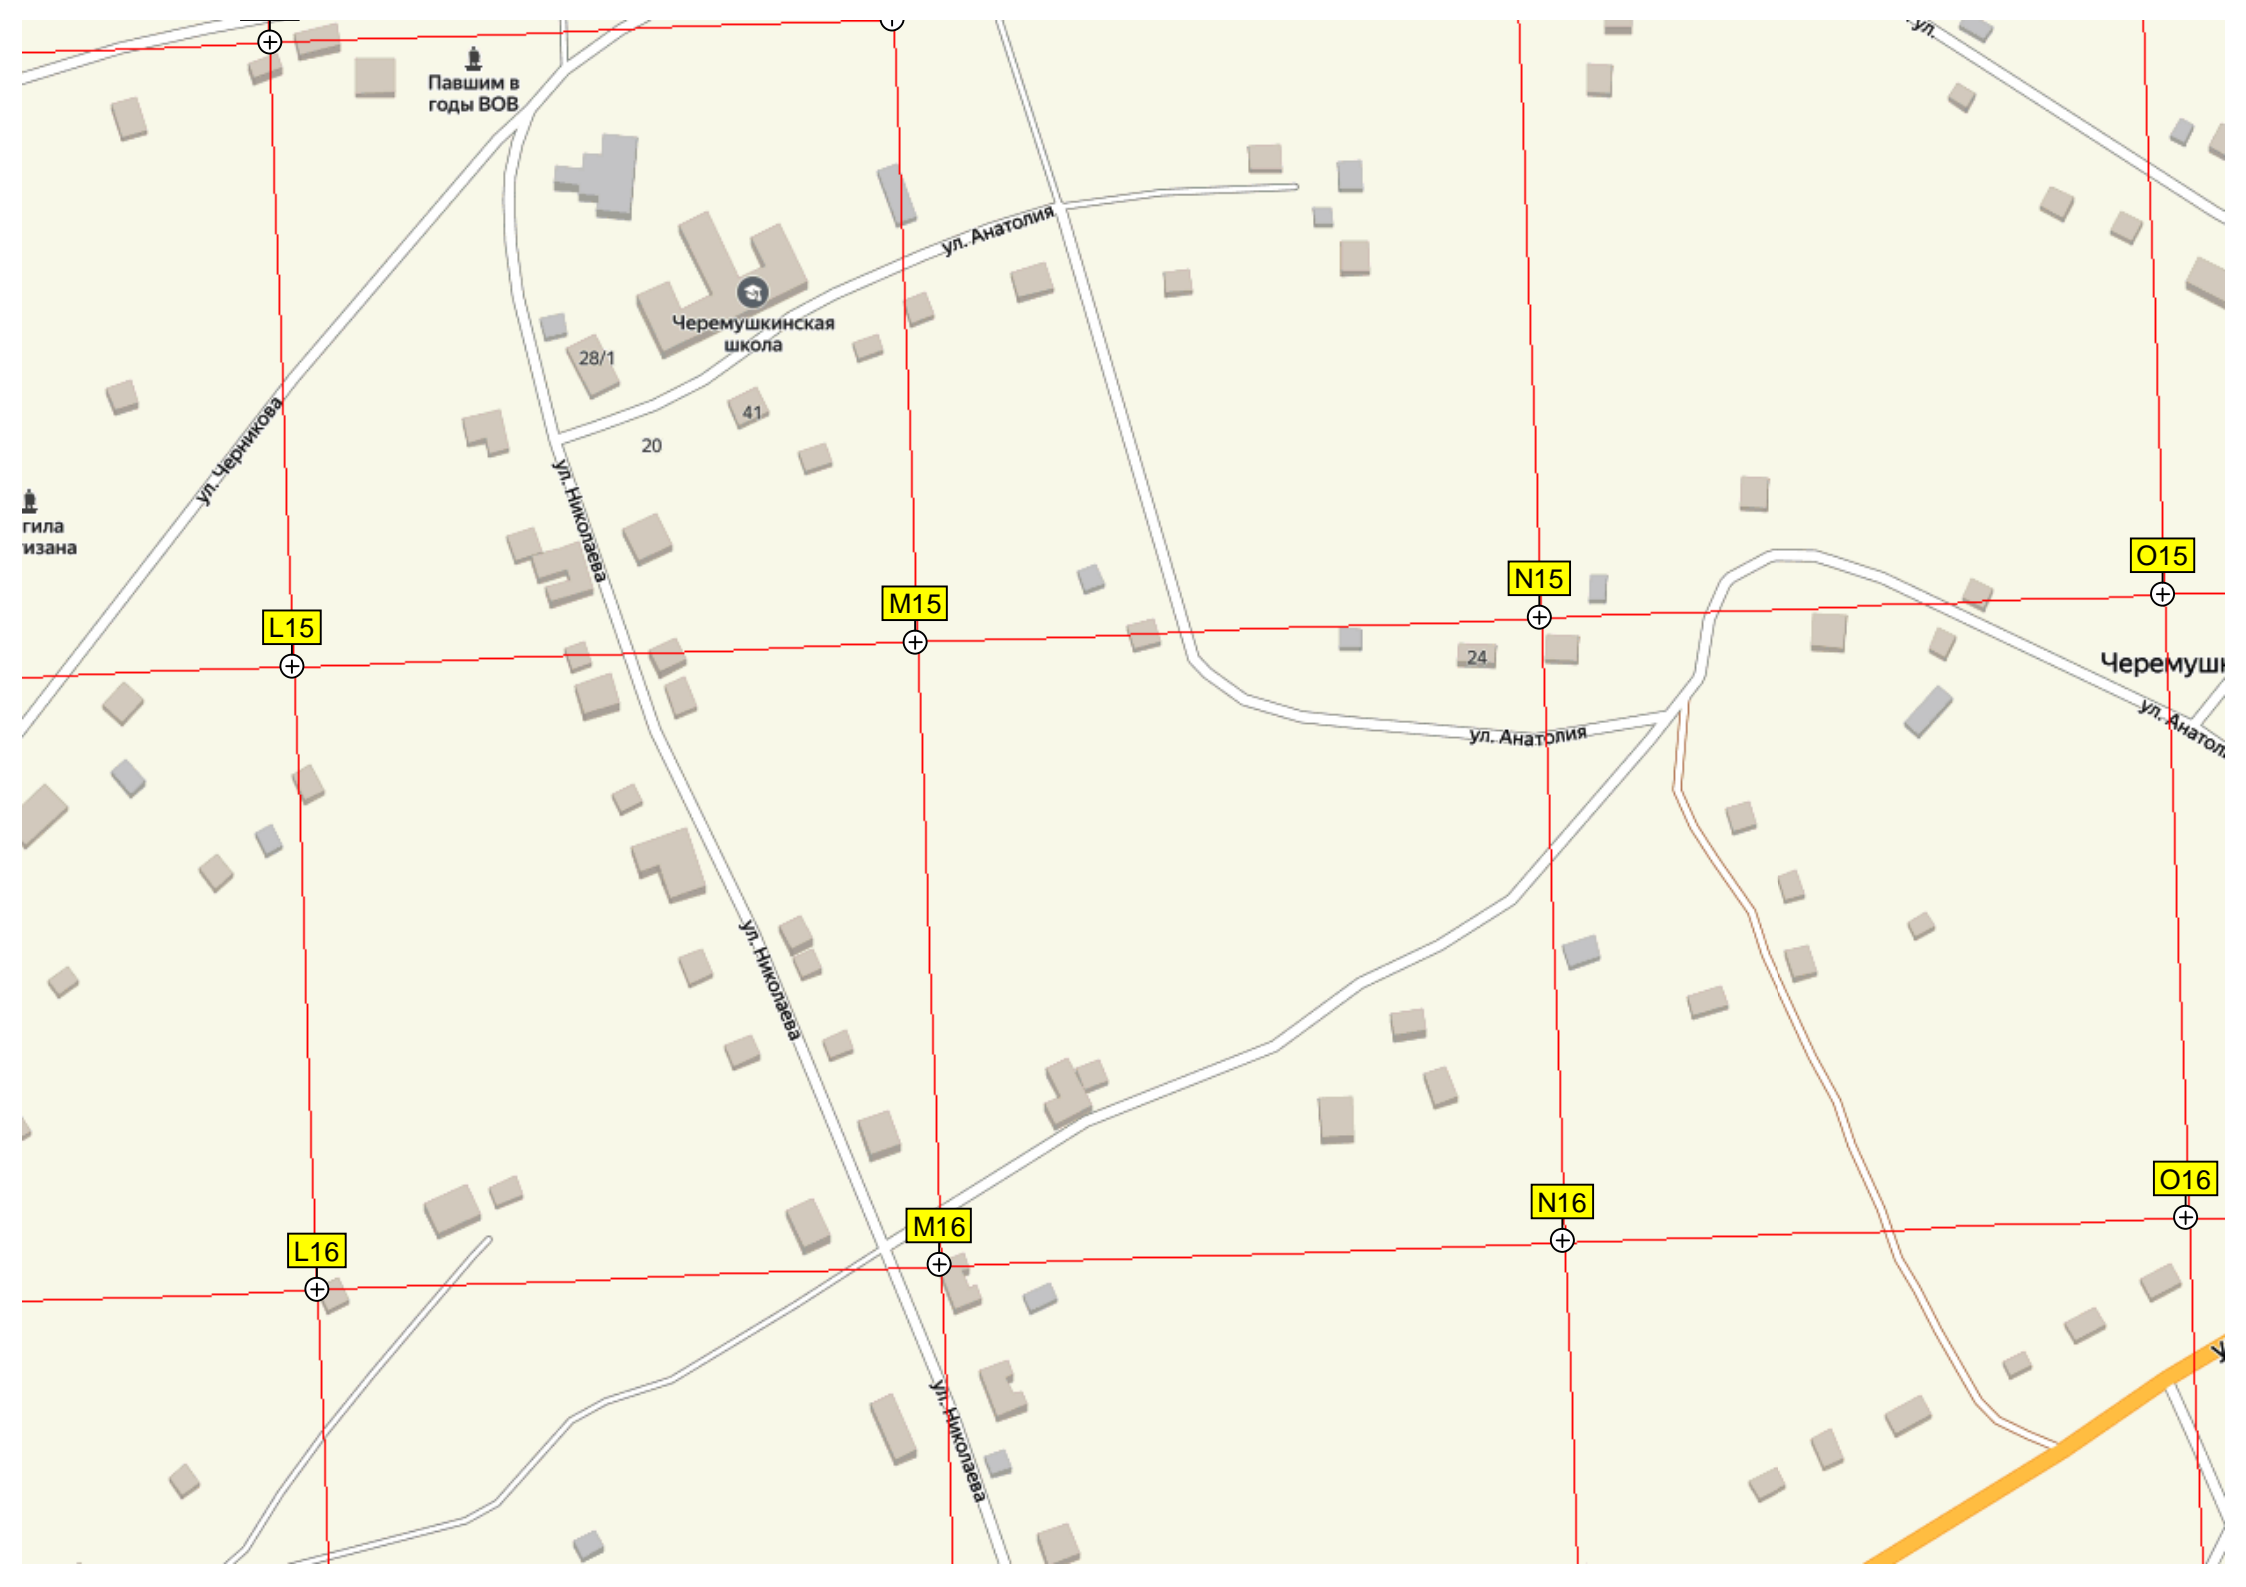 ул.
Павшим в
годы ВОВ
ул. Анатолия
Черемушкинская
школа
28/1
41
20
ул. Черникова
ул. Николаева
гила
изана
L15
M15
N15
O15
24
Черемушк
ул. Анатолия
ул. Анатол
ул. Николаева
L16
M16
N16
O16
ул. Николаева